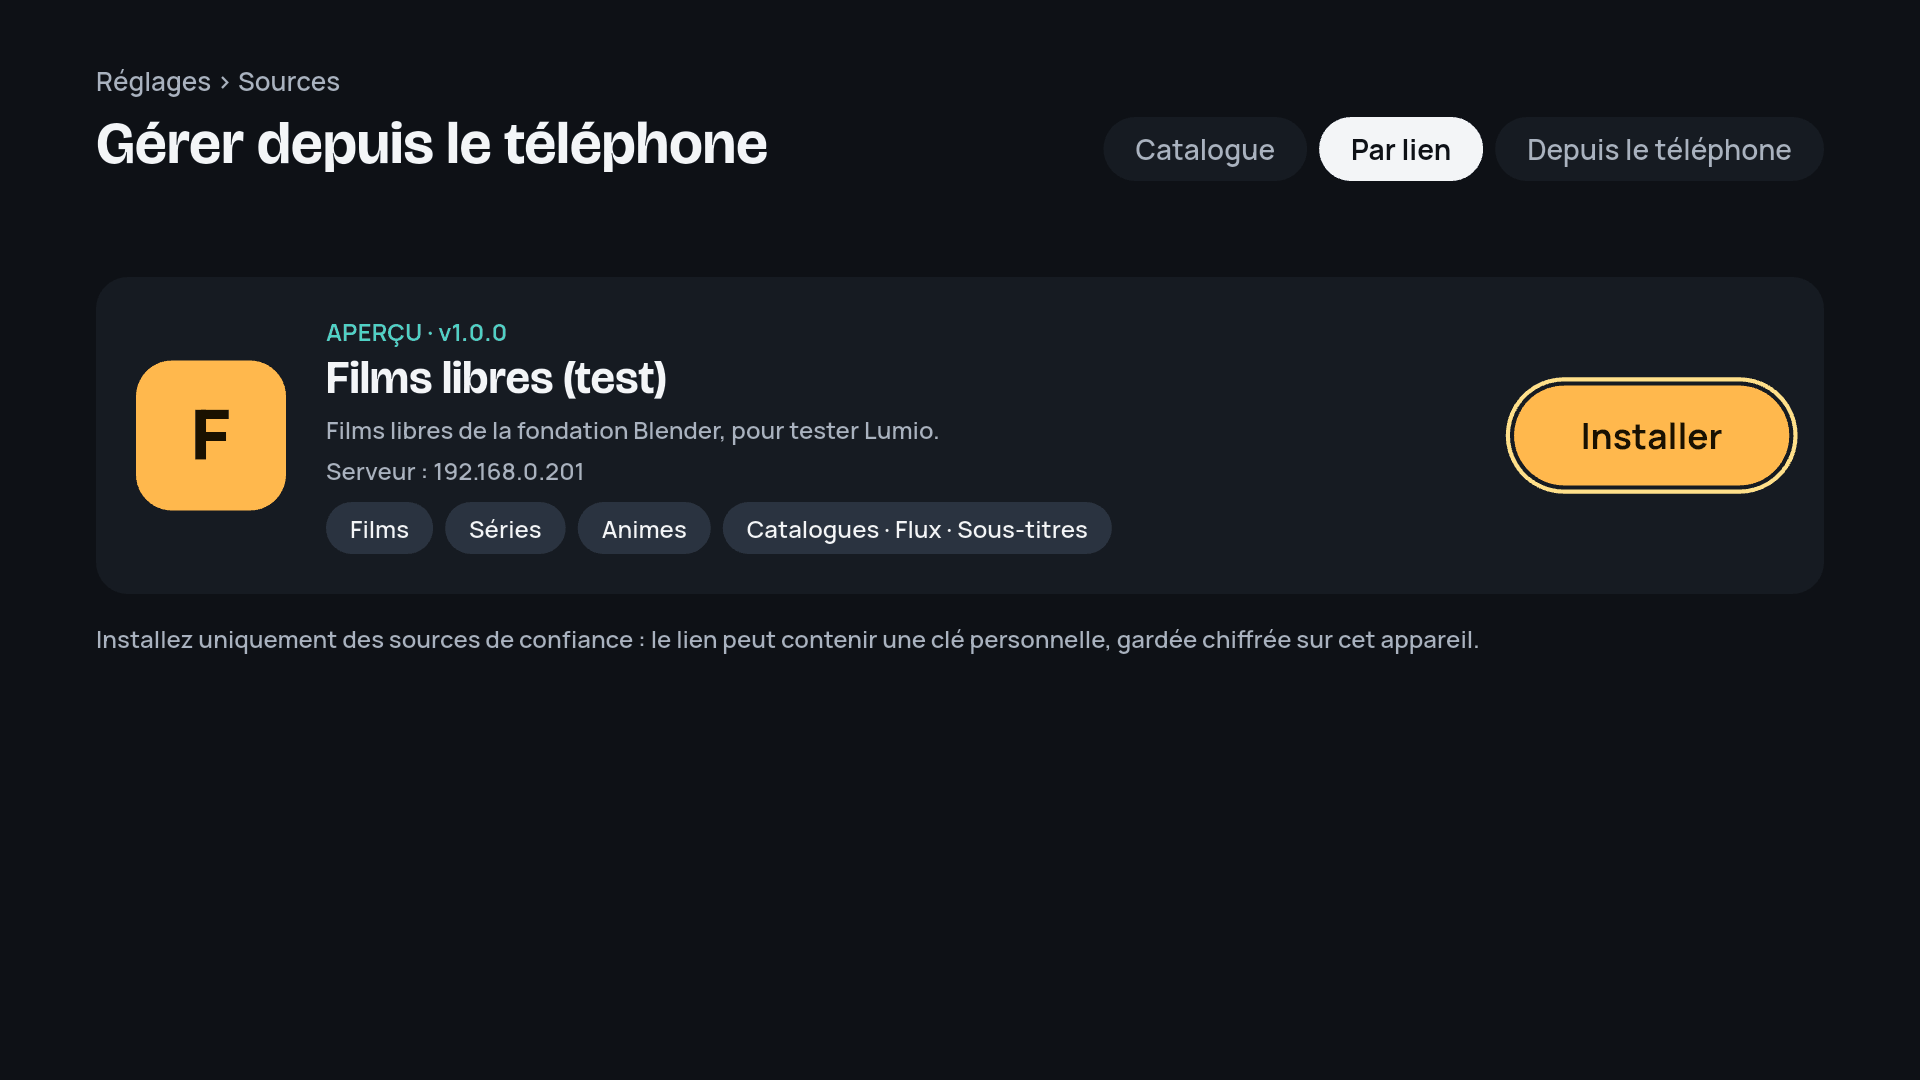 Réglages › Sources
Gérer depuis le téléphone
Catalogue
Par lien
Depuis le téléphone
F
APERÇU · v1.0.0
Films libres (test)
Films libres de la fondation Blender, pour tester Lumio.
Serveur : 192.168.0.201
Films
Séries
Animes
Catalogues · Flux · Sous-titres
Installer
Installez uniquement des sources de confiance : le lien peut contenir une clé personnelle, gardée chiffrée sur cet appareil.